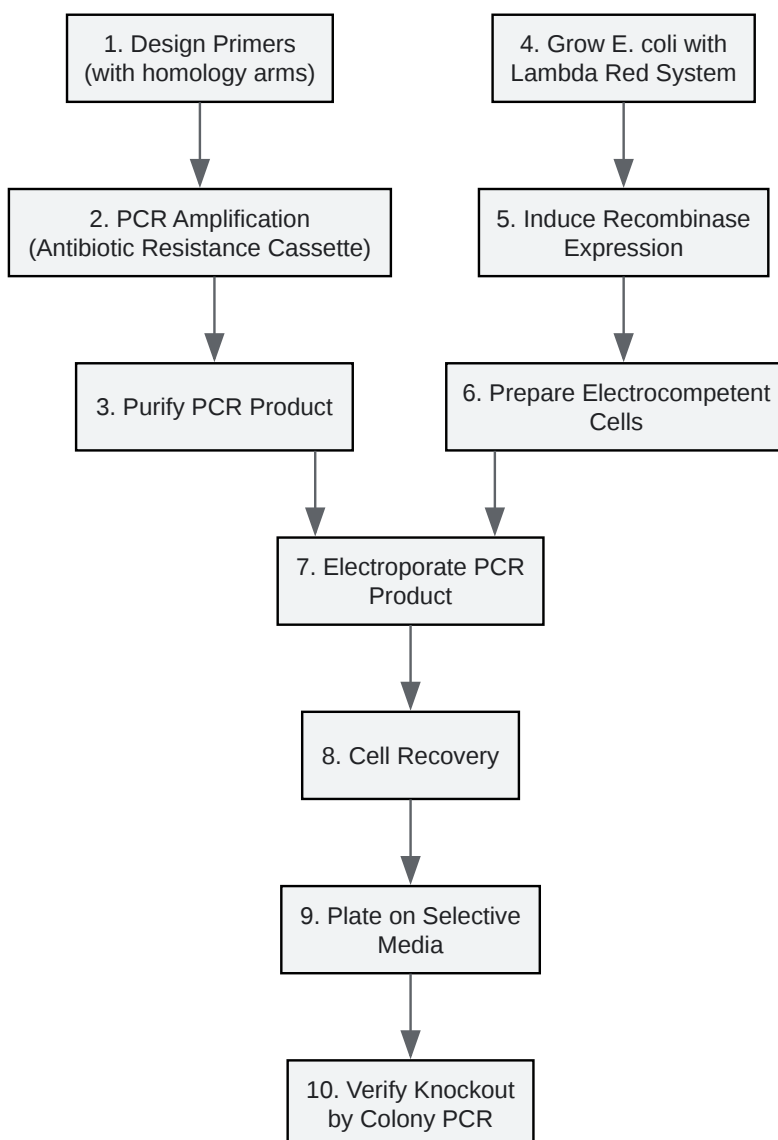 1. Design Primers
(with homology arms)
4. Grow E. coli with
Lambda Red System
2. PCR Amplification
(Antibiotic Resistance Cassette)
5. Induce Recombinase
Expression
3. Purify PCR Product
6. Prepare Electrocompetent
Cells
7. Electroporate PCR
Product
8. Cell Recovery
9. Plate on Selective
Media
10. Verify Knockout
by Colony PCR